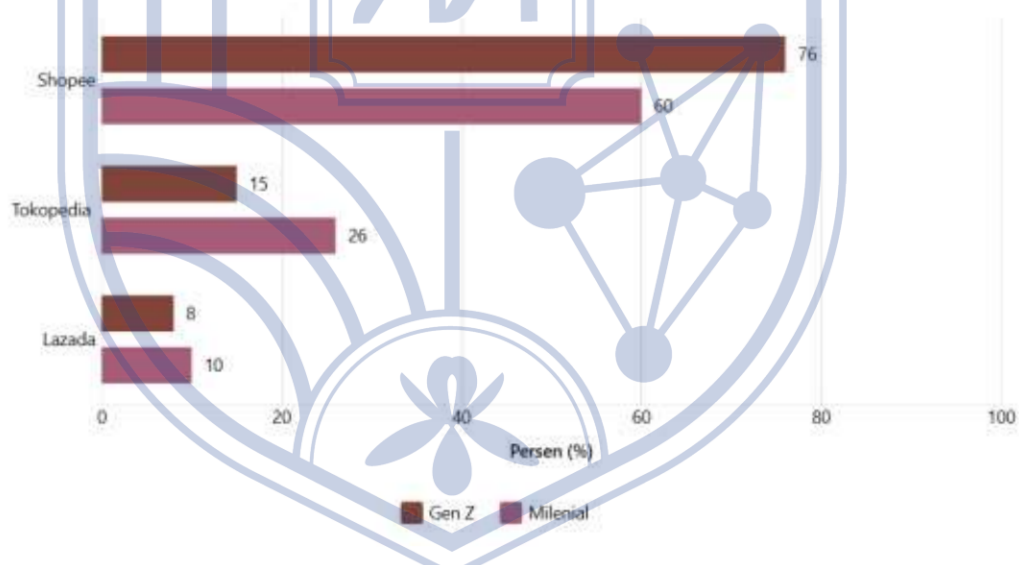 76
Shopee
60
15
Tokopedia
26
8
Lazada
10
0 20 40 60 80 100
Persen (%)
Gen Z Milenial